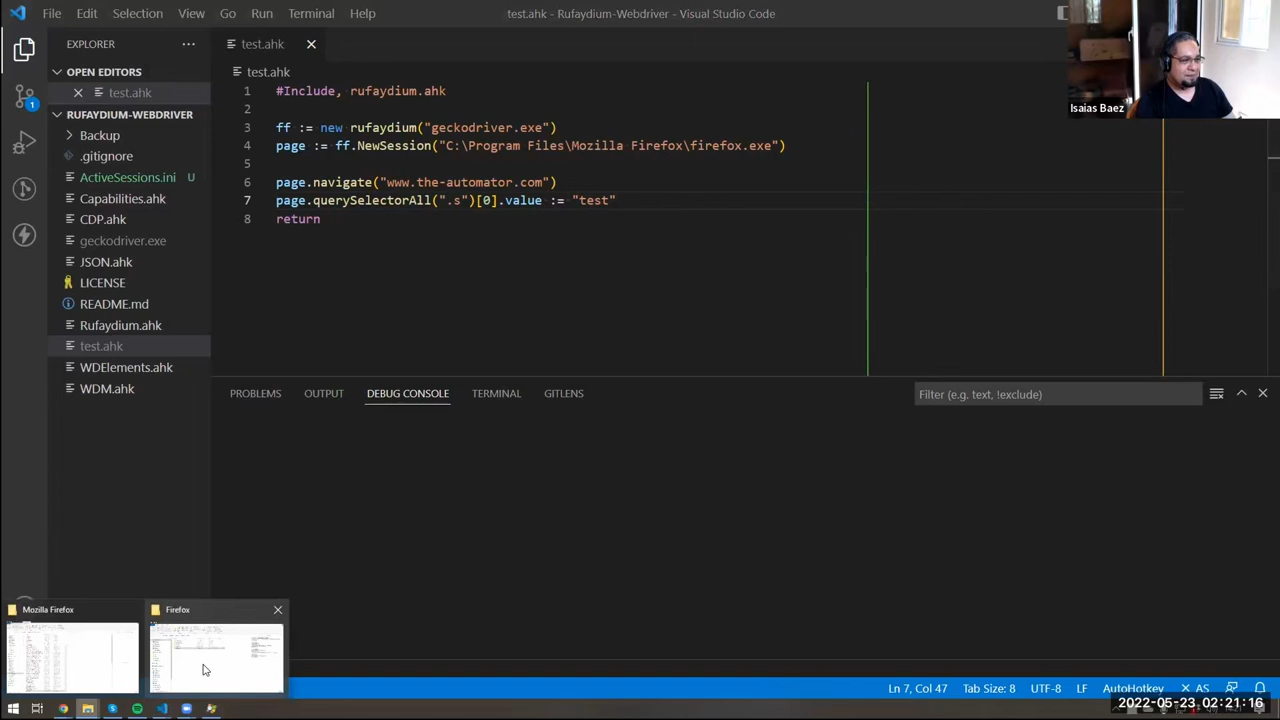 File Edit Selection View Go Run Terminal Help
test.ahk - Rufaydium-Webdriver - Visual Studio Code
EXPLORER
test.ahk
OPEN EDITORS
test.ahk
RUFAYDIUM-WEBDRIVER
Backup
.gitignore
ActiveSessions.ini U
Capabilities.ahk
CDP.ahk
geckodriver.exe
JSON.ahk
LICENSE
README.md
Rufaydium.ahk
test.ahk
WDElements.ahk
WDM.ahk
1
test.ahk
1 #Include, rufaydium.ahk
2
3 ff := new rufaydium("geckodriver.exe")
4 page := ff.NewSession("C:\Program Files\Mozilla Firefox\firefox.exe")
5
6 page.navigate("www.the-automator.com")
7 page.querySelectorAll(".s")[0].value := "test"
8 return
Isaias Baez
PROBLEMS OUTPUT DEBUG CONSOLE TERMINAL GITLENS
Filter (e.g. text, !exclude)
Mozilla Firefox
Firefox
Ln 7, Col 47 Tab Size: 8 UTF-8 LF AutoHotkey AS
2022-05-23 02:21:16